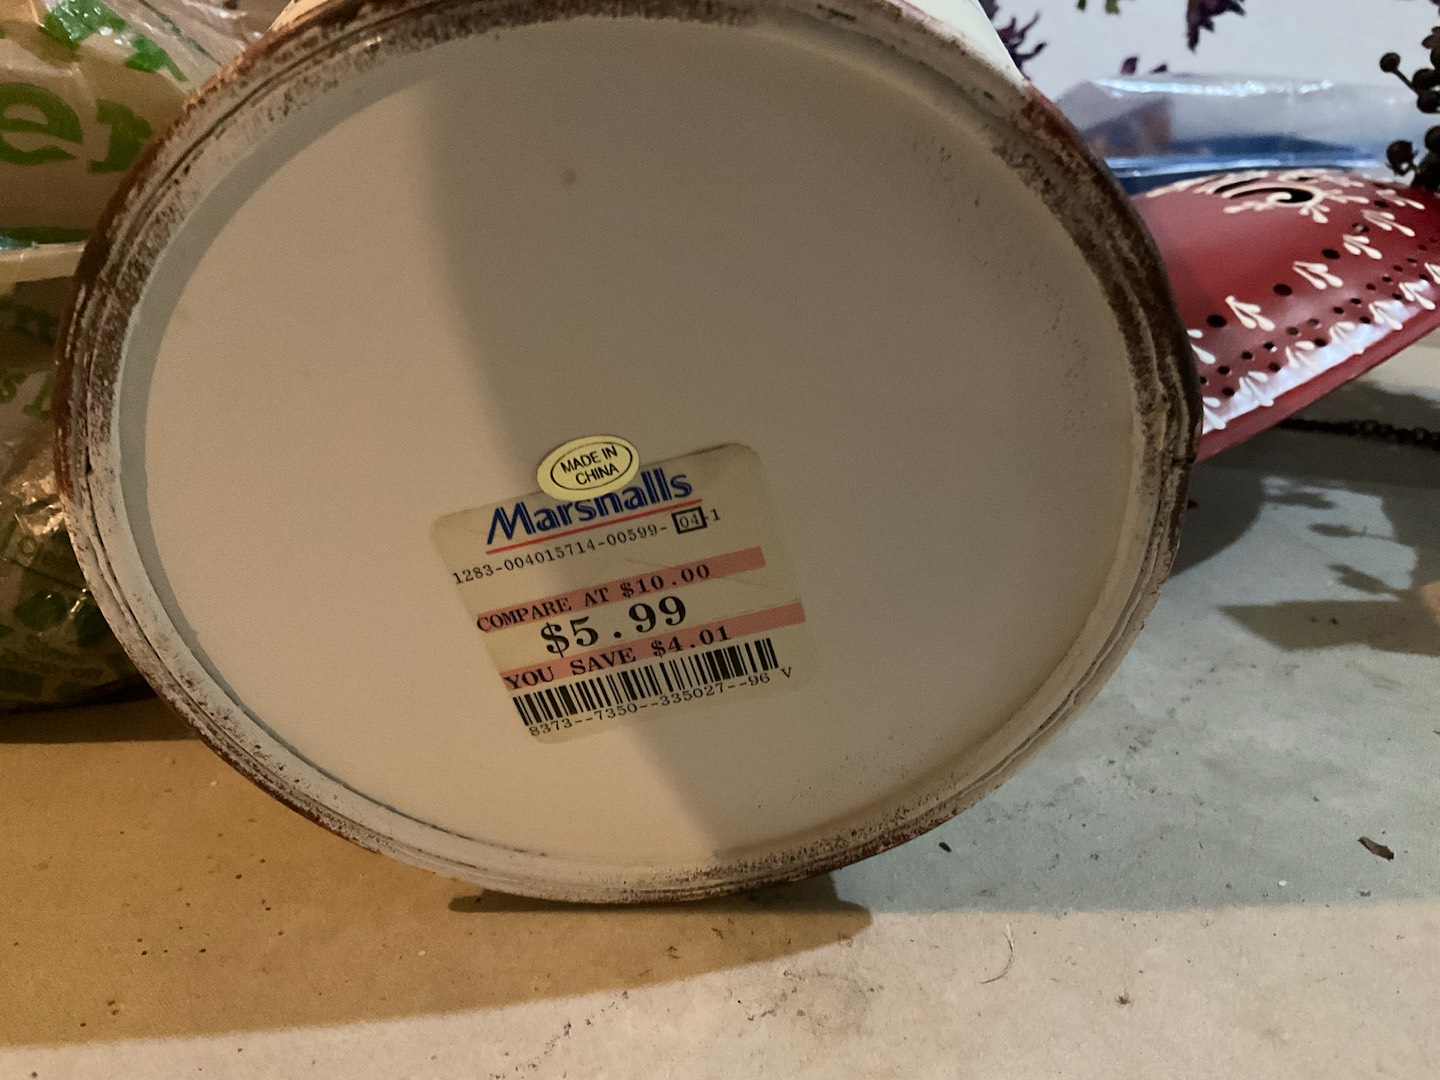 MADE IN
CHINA
Marshalls
1283-004015714-00599- 04-1
COMPARE AT $10.00
$5.99
YOU SAVE $4.01
8373--7350--335027--96 V
er